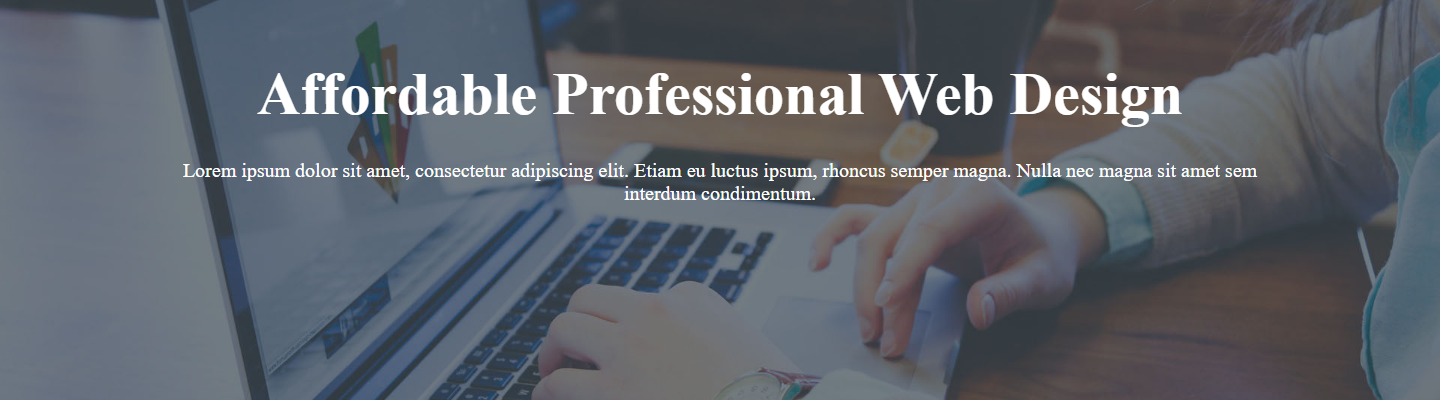 Affordable Professional Web Design
Lorem ipsum dolor sit amet, consectetur adipiscing elit. Etiam eu luctus ipsum, rhoncus semper magna. Nulla nec magna sit amet sem
interdum condimentum.